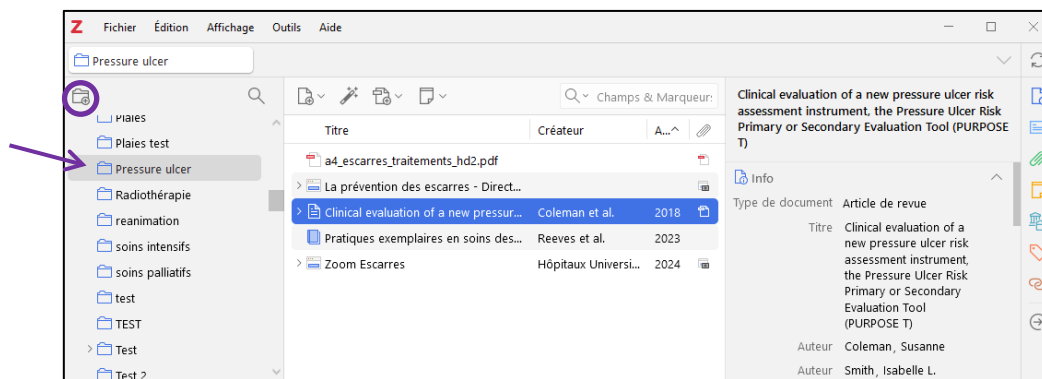 Z Fichier Édition Affichage Outils Aide
Pressure ulcer
Champs & Marqueurs
Plaies
Plaies test
Pressure ulcer
Radiothérapie
reanimation
soins intensifs
soins palliatifs
test
TEST
Test
Test 2
Titre Créateur A...
a4_escarres_traitements_hd2.pdf
La prévention des escarres - Direct...
Clinical evaluation of a new pressur... Coleman et al. 2018
Pratiques exemplaires en soins des... Reeves et al. 2023
Zoom Escarres Hôpitaux Universi... 2024
Clinical evaluation of a new pressure ulcer risk
assessment instrument, the Pressure Ulcer Risk
Primary or Secondary Evaluation Tool (PURPOSE
T)
Info
Type de document Article de revue
Titre Clinical evaluation of a
new pressure ulcer risk
assessment instrument,
the Pressure Ulcer Risk
Primary or Secondary
Evaluation Tool
(PURPOSE T)
Auteur Coleman, Susanne
Auteur Smith, Isabelle L.